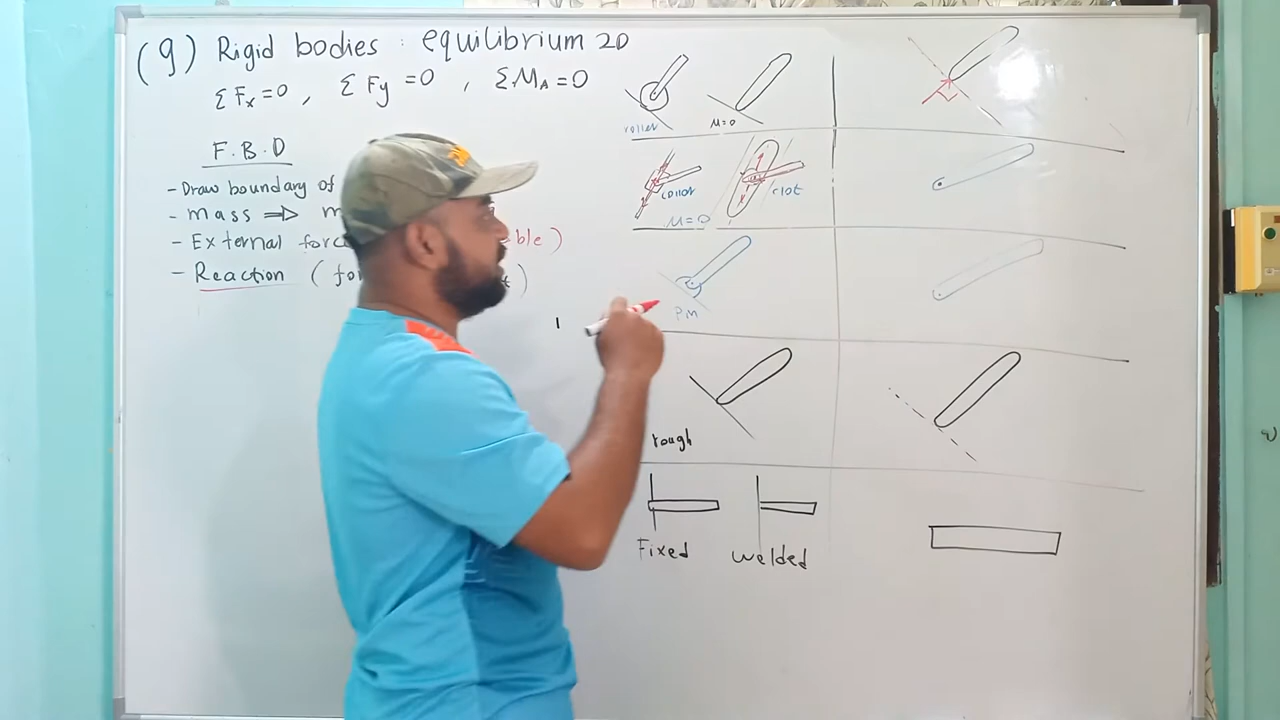 (9) Rigid bodies : equilibrium 2D
ΣFx=0 , ΣFy=0 , ΣMA=0
F.B.D
- Draw boundary of
- mass ⇒ m
- External forc ble)
- Reaction (fo t)
roller
μ=0
collar
slot
μ=0
rough
Fixed
welded